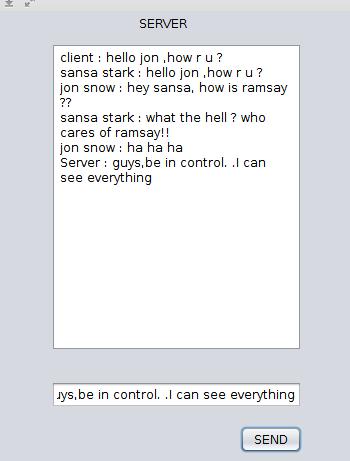 SERVER
client : hello jon ,how r u ?
sansa stark : hello jon ,how r u ?
jon snow : hey sansa, how is ramsay
??
sansa stark : what the hell ? who
cares of ramsay!!
jon snow : ha ha ha
Server : guys,be in control. .I can
see everything
uys,be in control. .I can see everything
SEND